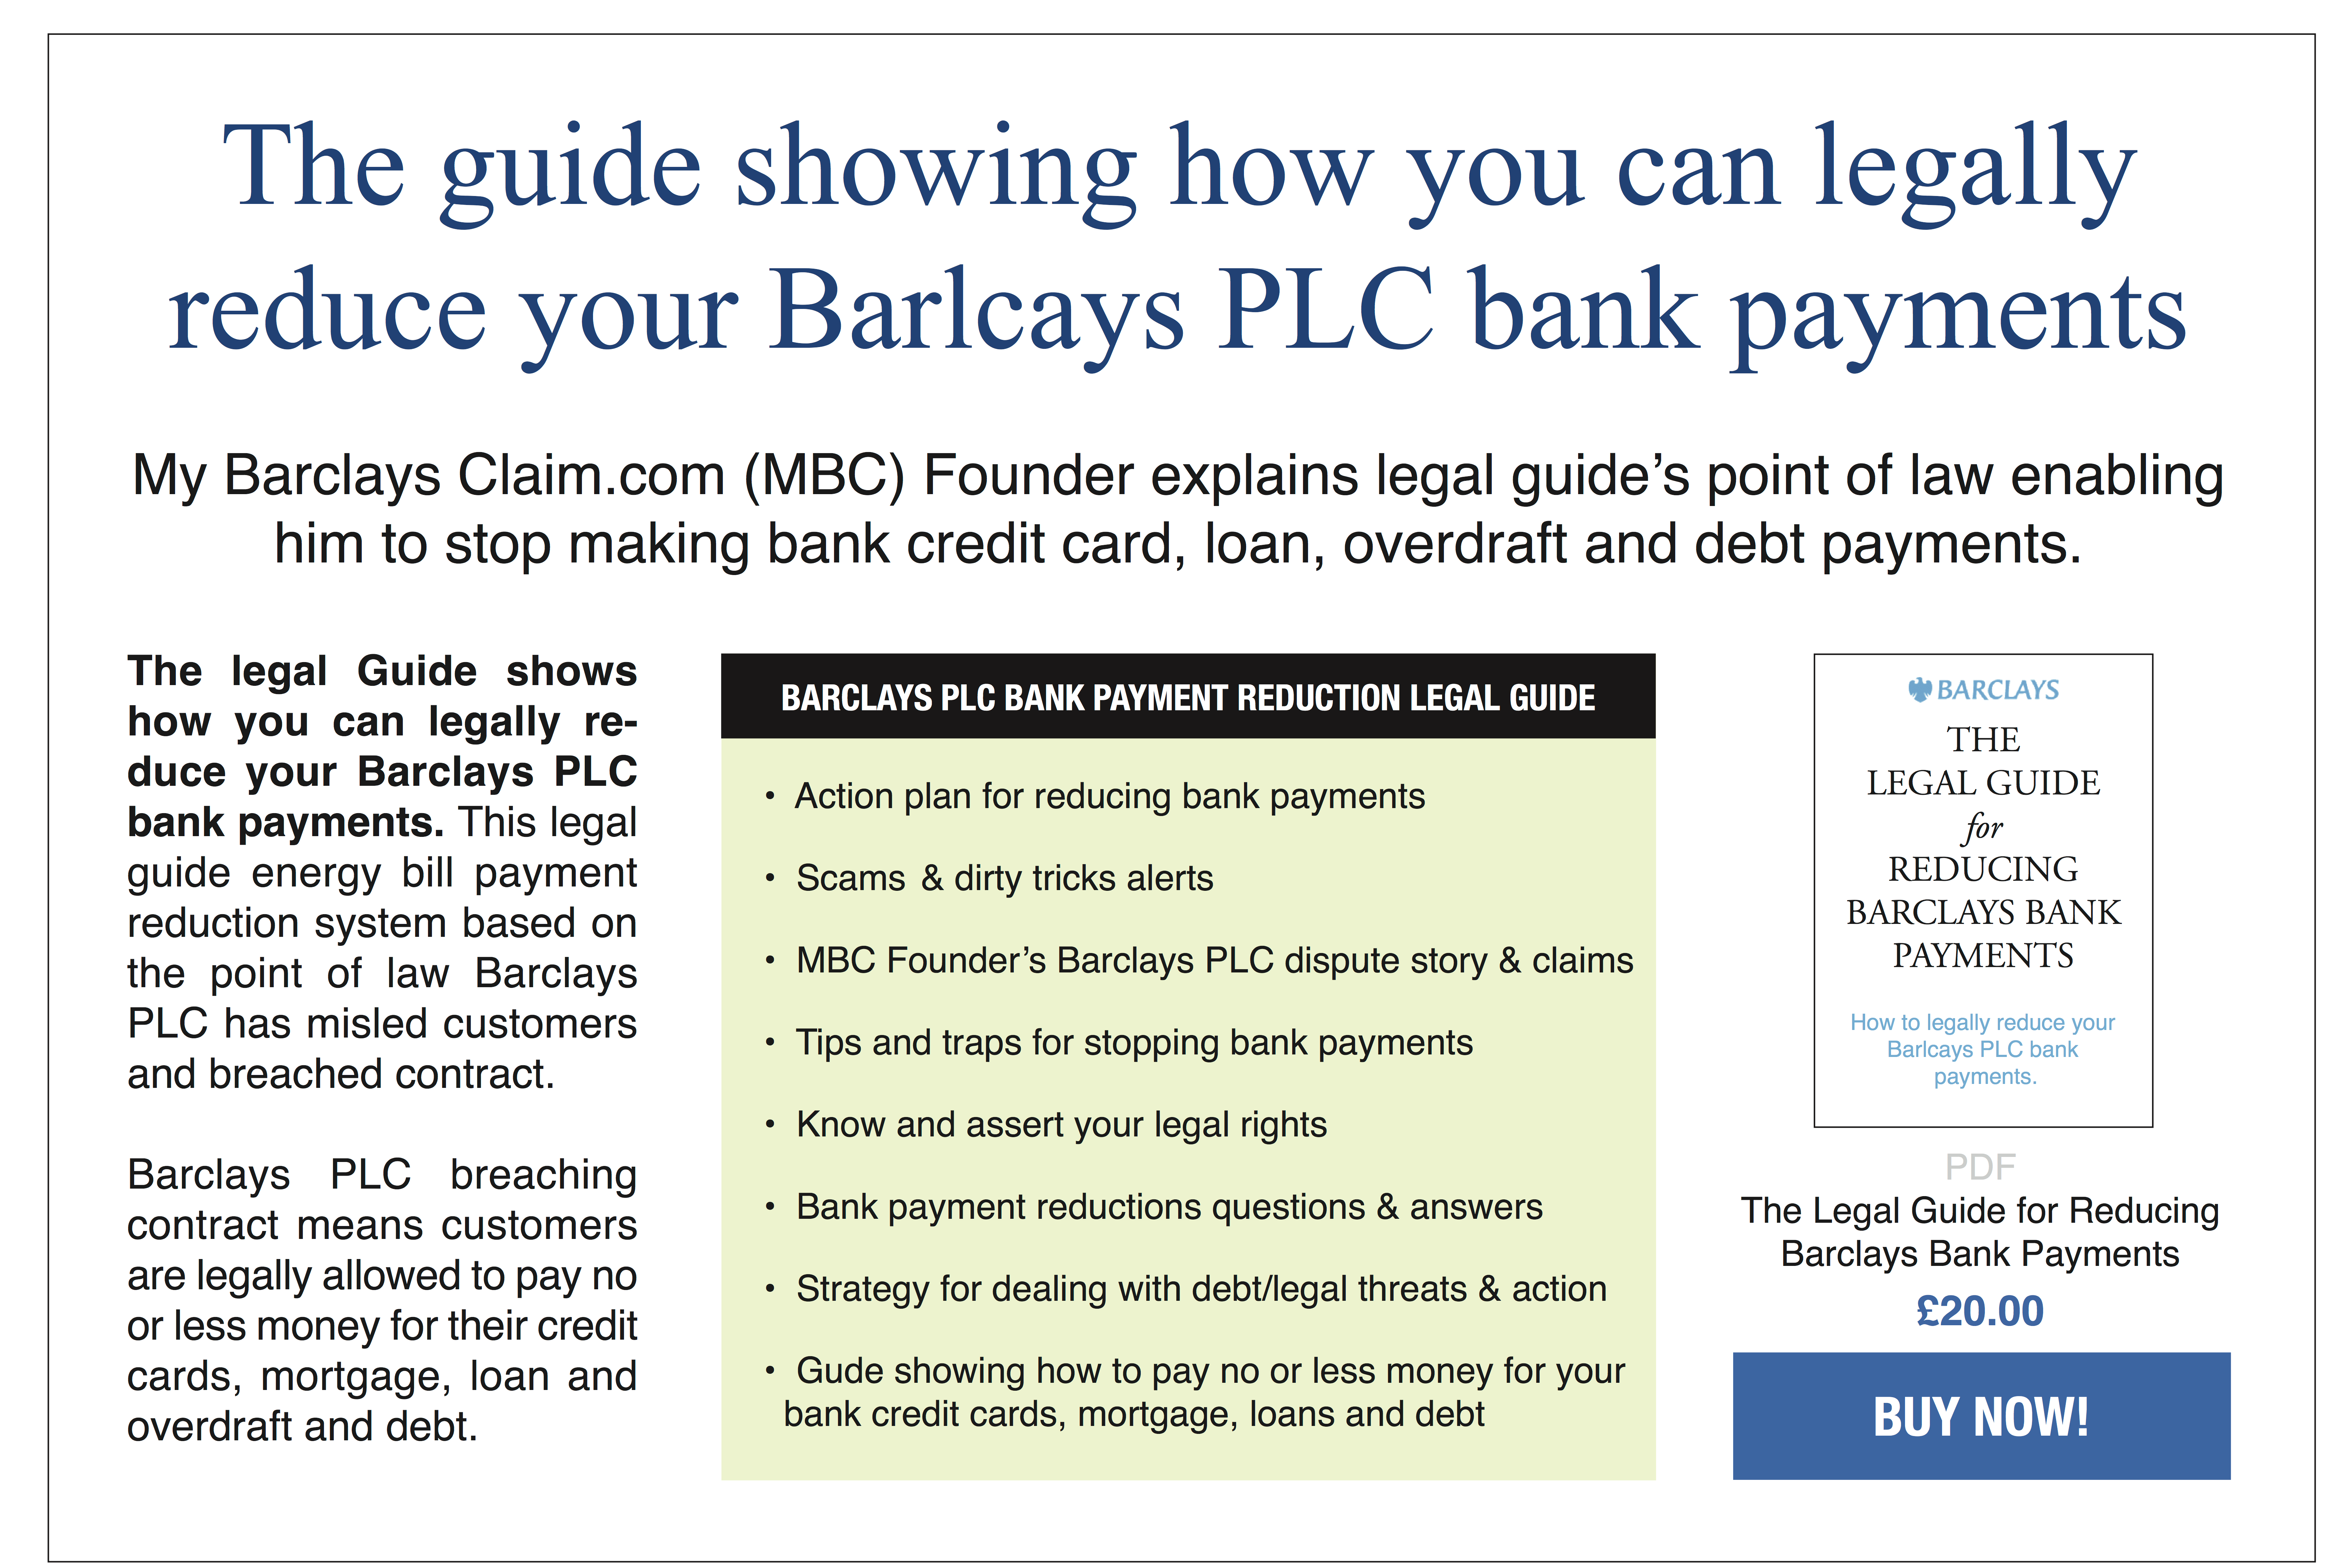 The guide showing how you can legally
reduce your Barlcays PLC bank payments
My Barclays Claim.com (MBC) Founder explains legal guide’s point of law enabling
him to stop making bank credit card, loan, overdraft and debt payments.
The legal Guide shows
how you can legally re-
duce your Barclays PLC
bank payments. This legal
guide energy bill payment
reduction system based on
the point of law Barclays
PLC has misled customers
and breached contract.
Barclays PLC breaching
contract means customers
are legally allowed to pay no
or less money for their credit
cards, mortgage, loan and
overdraft and debt.
BARCLAYS PLC BANK PAYMENT REDUCTION LEGAL GUIDE
• Action plan for reducing bank payments
• Scams & dirty tricks alerts
• MBC Founder’s Barclays PLC dispute story & claims
• Tips and traps for stopping bank payments
• Know and assert your legal rights
• Bank payment reductions questions & answers
• Strategy for dealing with debt/legal threats & action
• Gude showing how to pay no or less money for your
bank credit cards, mortgage, loans and debt
BARCLAYS
THE
LEGAL GUIDE
for
REDUCING
BARCLAYS BANK
PAYMENTS
How to legally reduce your
Barlcays PLC bank
payments.
PDF
The Legal Guide for Reducing
Barclays Bank Payments
£20.00
BUY NOW!